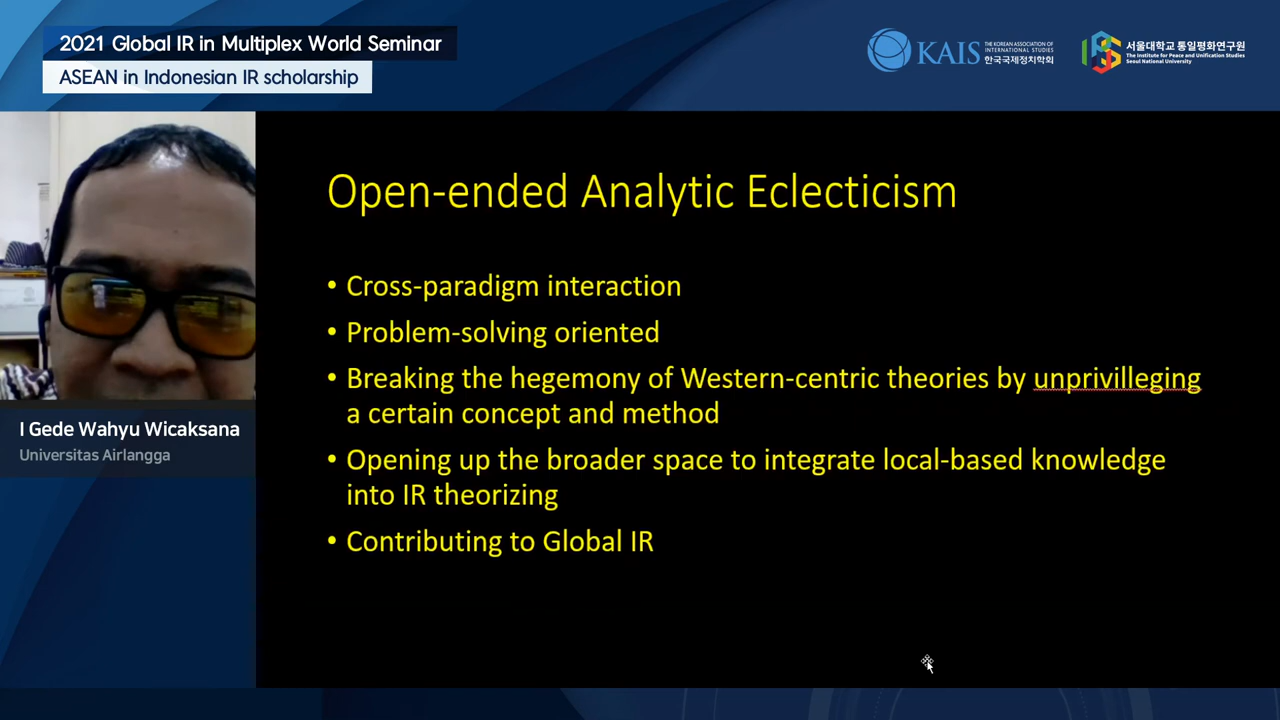 2021 Global IR in Multiplex World Seminar
ASEAN in Indonesian IR scholarship
KAIS
THE KOREAN ASSOCIATION OF
INTERNATIONAL STUDIES
한국국제정치학회
서울대학교 통일평화연구원
The Institute for Peace and Unification Studies
Seoul National University
I Gede Wahyu Wicaksana
Universitas Airlangga
Open-ended Analytic Eclecticism
• Cross-paradigm interaction
• Problem-solving oriented
• Breaking the hegemony of Western-centric theories by unprivilleging
a certain concept and method
• Opening up the broader space to integrate local-based knowledge
into IR theorizing
• Contributing to Global IR